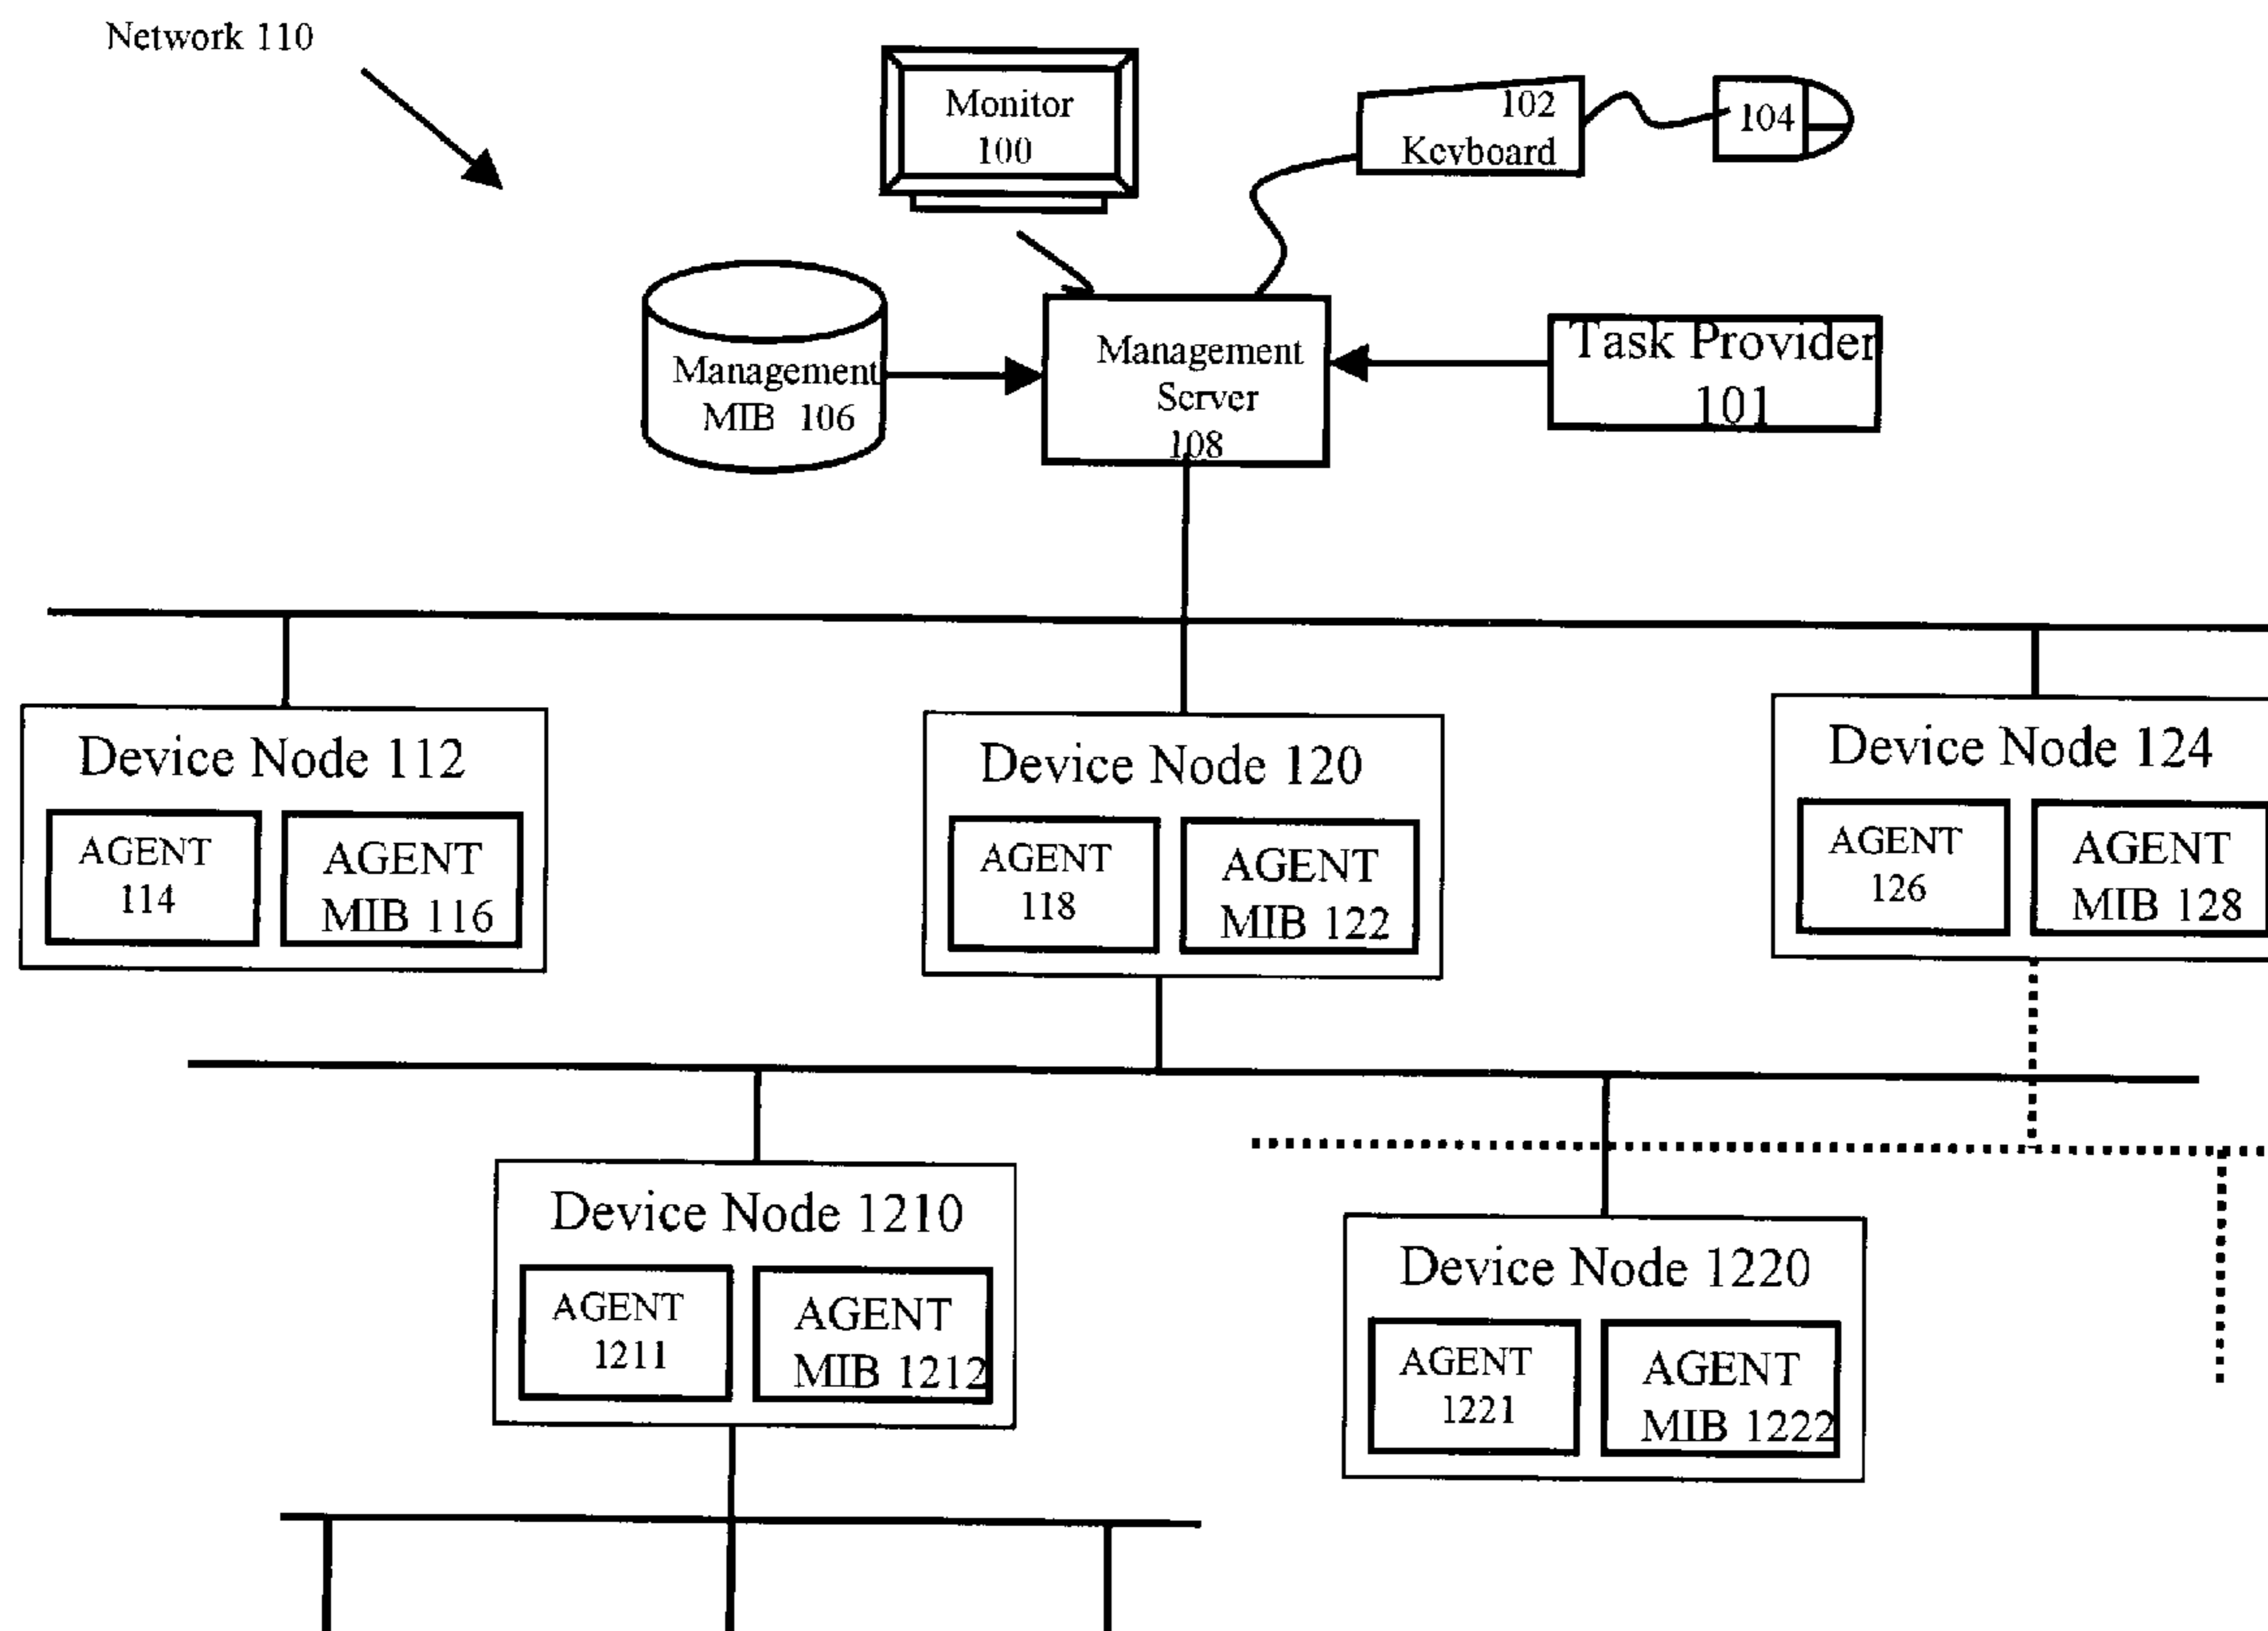 Network 110
Monitor
100
102
Keyboard
104
Management
MIB 106
Management
Server
108
Task Provider
101
Device Node 112
AGENT
114
AGENT
MIB 116
Device Node 120
AGENT
118
AGENT
MIB 122
Device Node 124
AGENT
126
AGENT
MIB 128
Device Node 1210
AGENT
1211
AGENT
MIB 1212
Device Node 1220
AGENT
1221
AGENT
MIB 1222